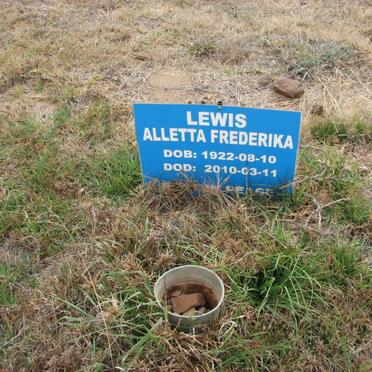 LEWIS
ALLETTA FREDERIKA
DOB: 1922-08-10
DOD: 2010-03-11